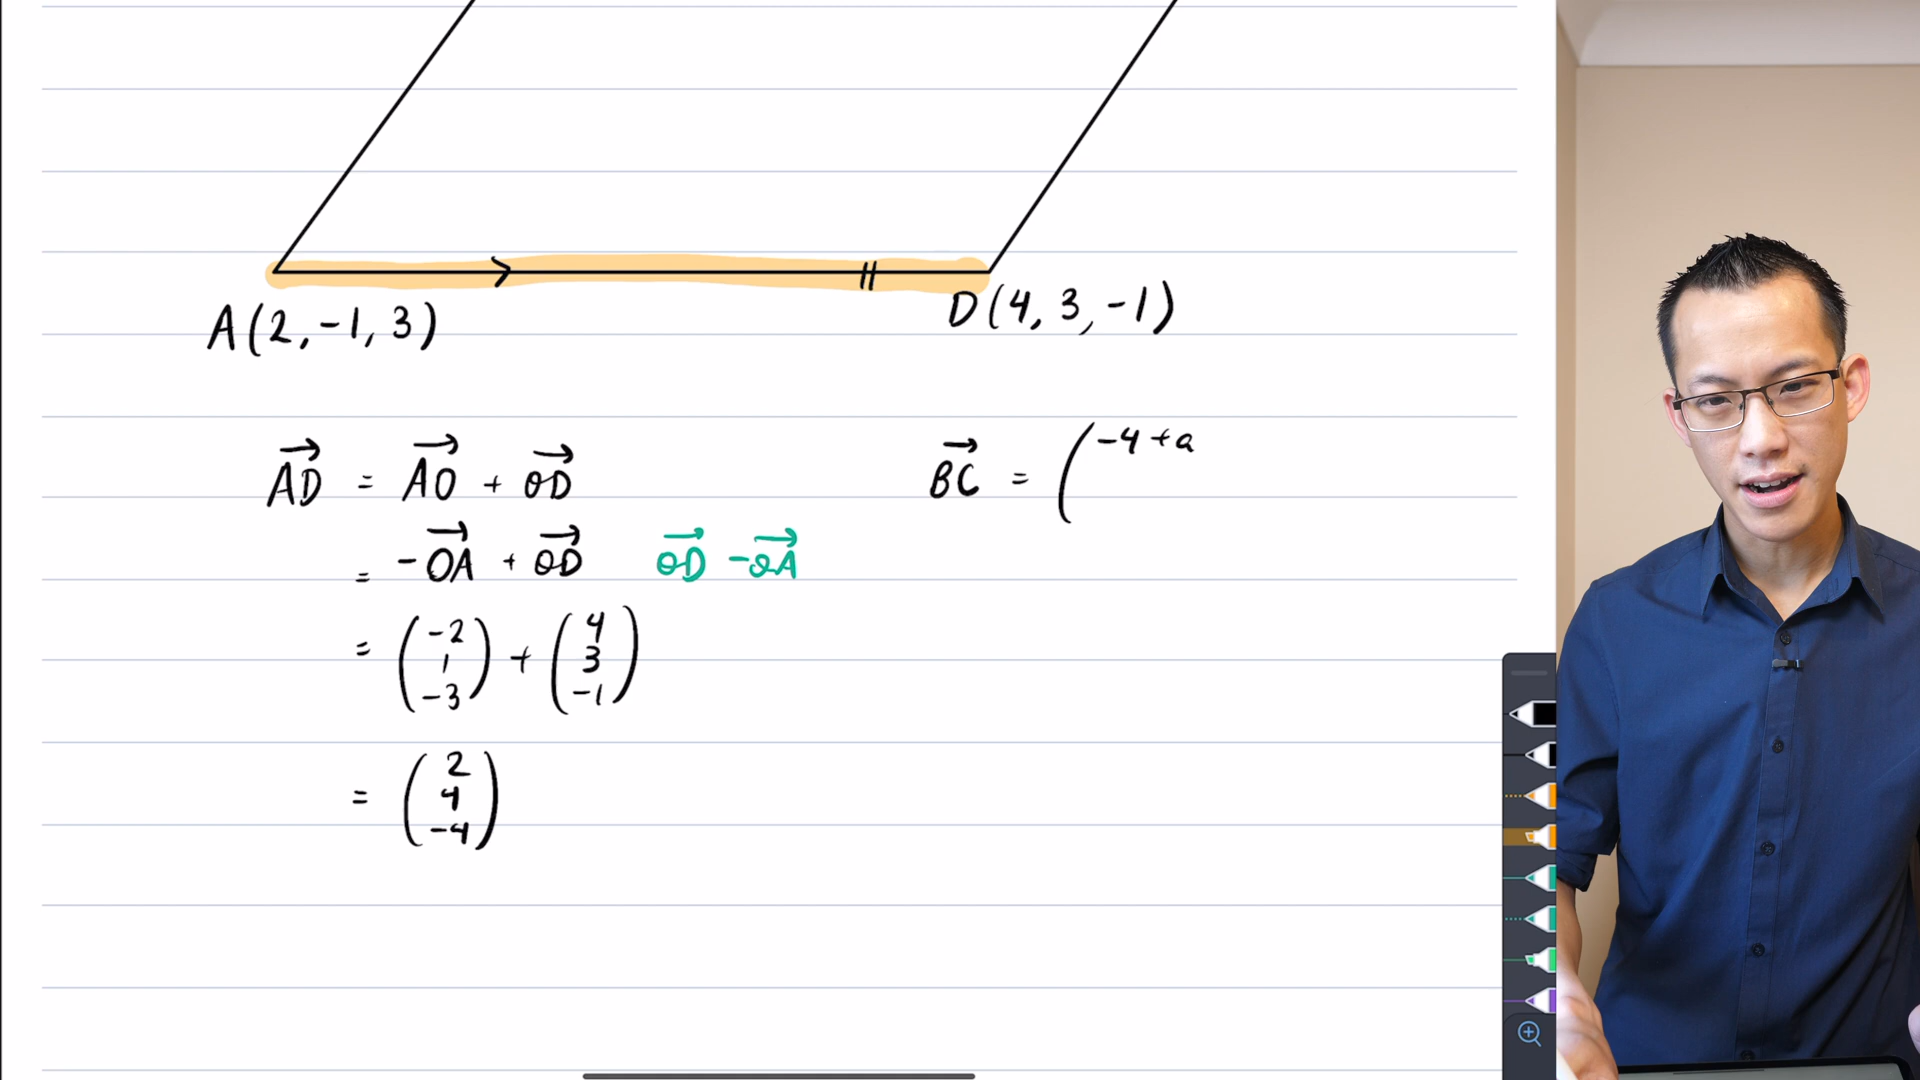 A(2, -1, 3)
D(4, 3, -1)
→AD = →AO + →OD
= -→OA + →OD →OD -→OA
= (-2 1 -3) + (4 3 -1)
= (2 4 -4)
→BC = (-4 + a